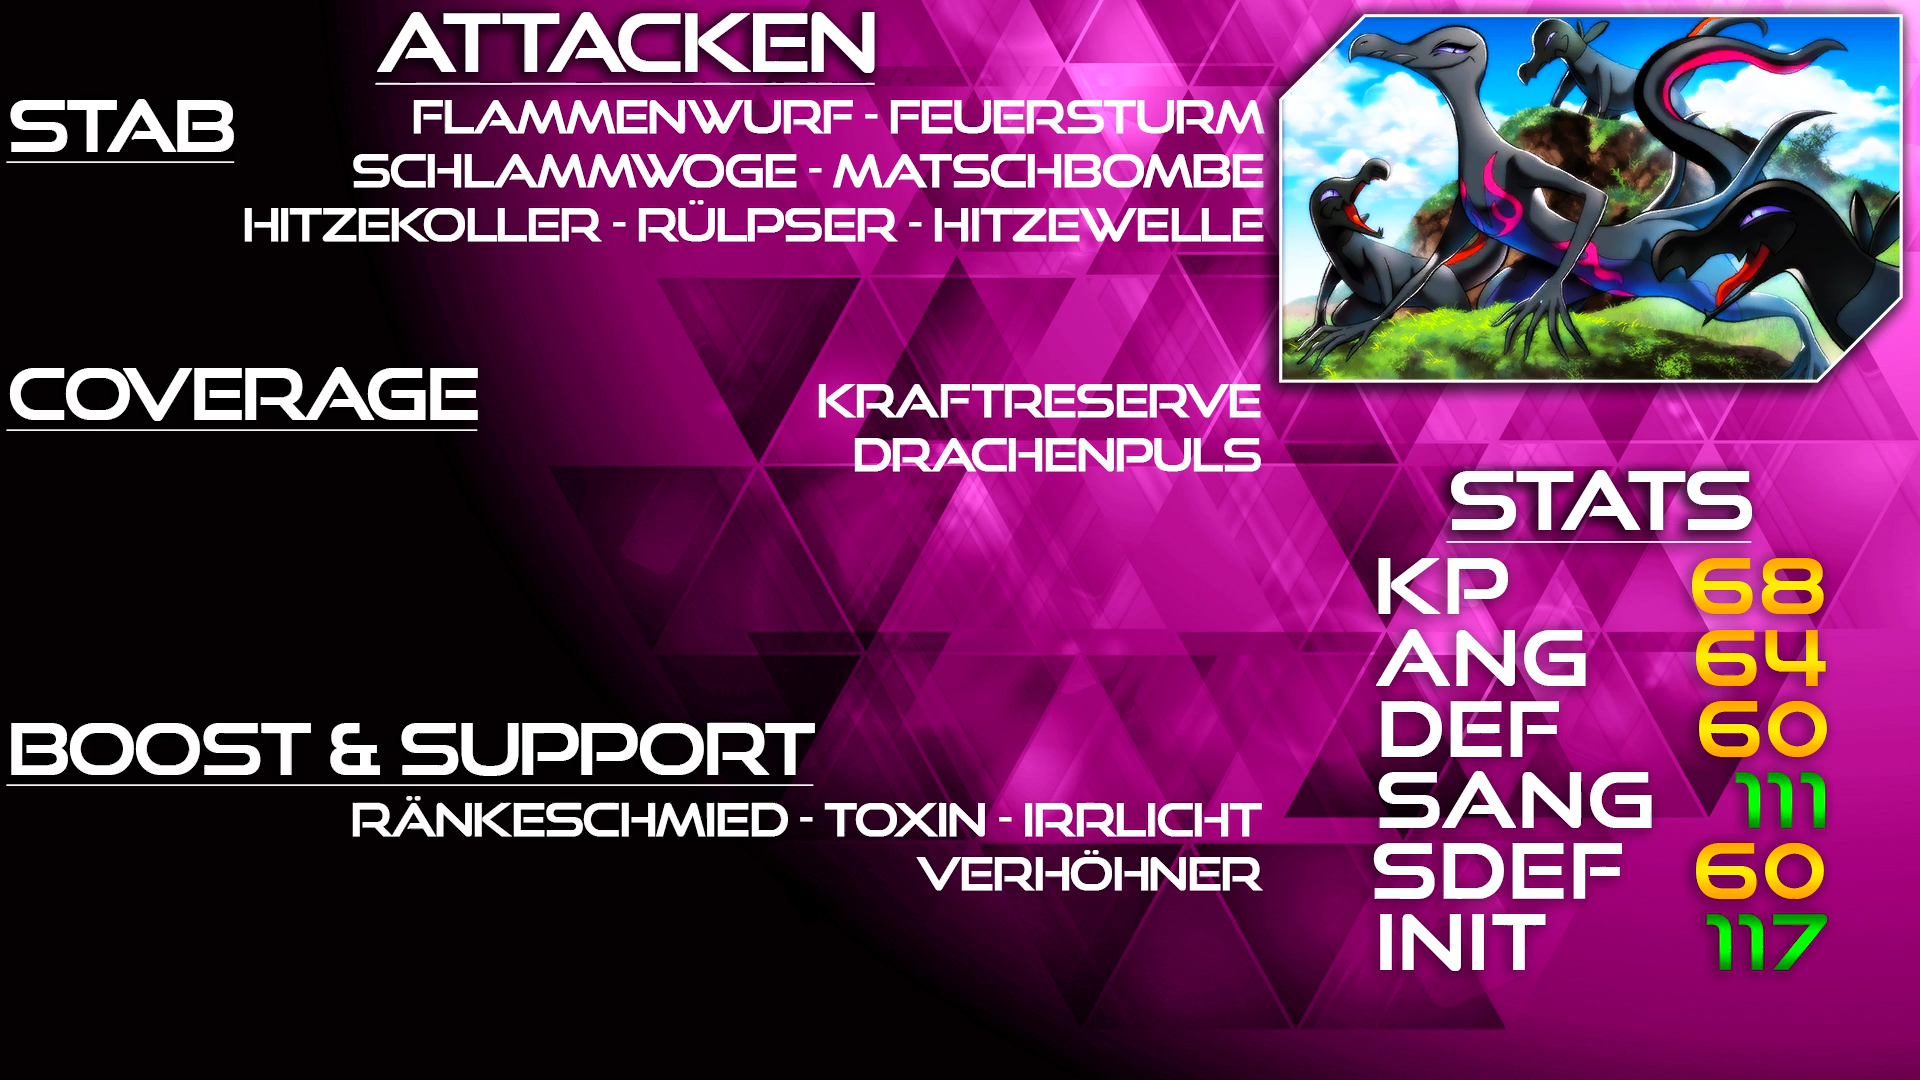 ATTACKEN
STAB
FLAMMENWURF - FEUERSTURM
SCHLAMMWOGE - MATSCHBOMBE
HITZEKOLLER - RÜLPSER - HITZEWELLE
COVERAGE
KRAFTRESERVE
DRACHENPULS
BOOST & SUPPORT
RÄNKESCHMIED - TOXIN - IRRLICHT
VERHÖHNER
STATS
KP 68
ANG 64
DEF 60
SANG 111
SDEF 60
INIT 117